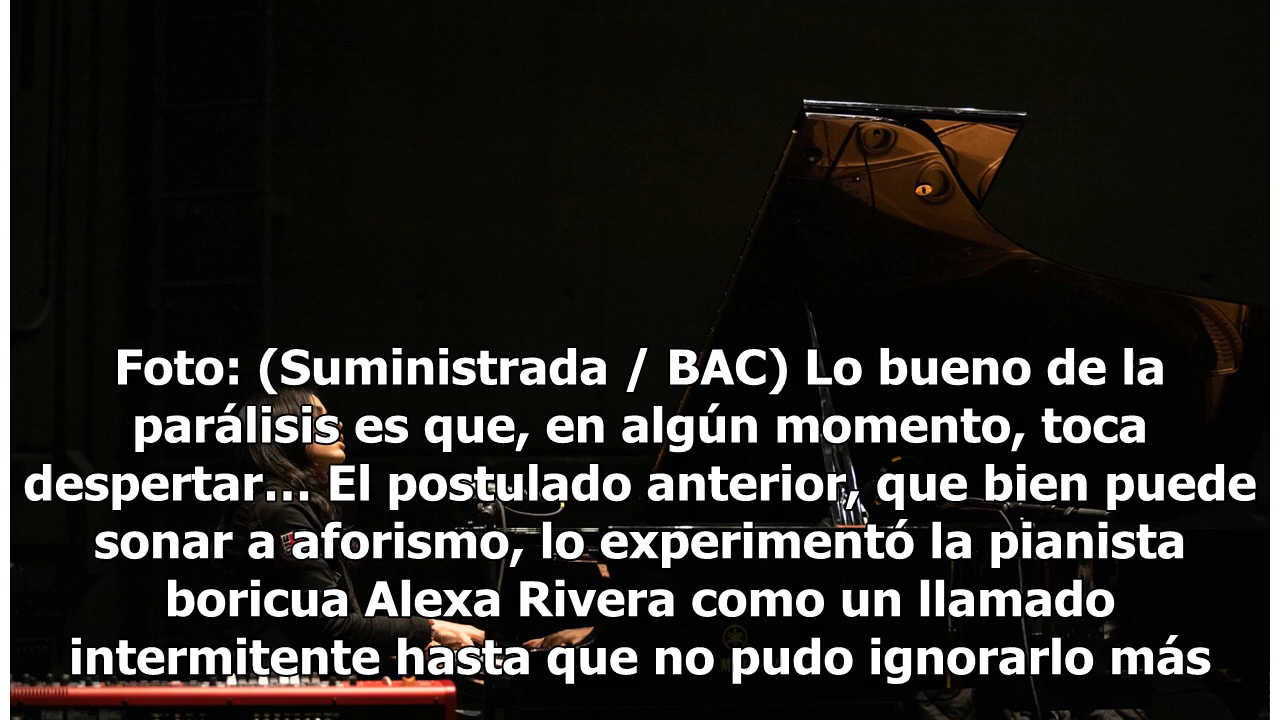 Foto: (Suministrada / BAC) Lo bueno de la
parálisis es que, en algún momento, toca
despertar... El postulado anterior, que bien puede
sonar a aforismo, lo experimentó la pianista
boricua Alexa Rivera como un llamado
intermitente hasta que no pudo ignorarlo más